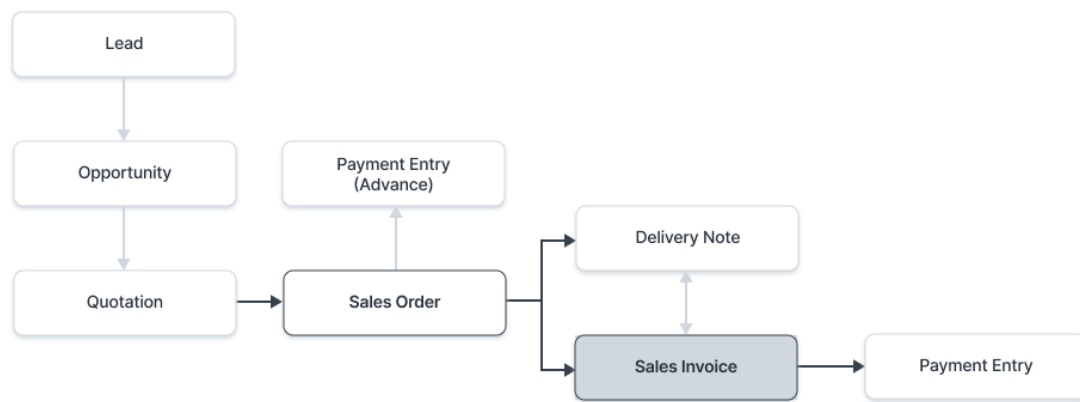 Lead
Opportunity
Payment Entry
(Advance)
Delivery Note
Quotation
Sales Order
Sales Invoice
Payment Entry